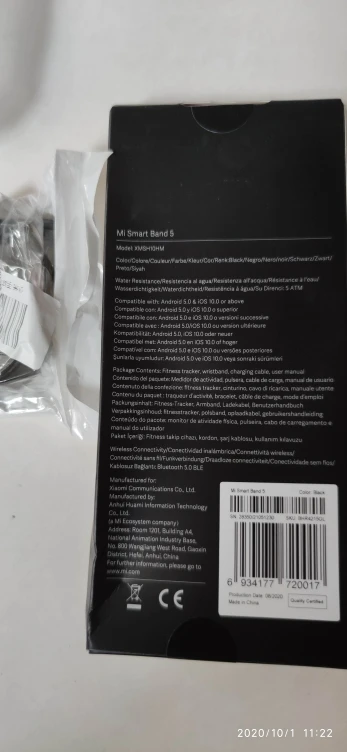 Mi Smart Band 5
Model: XMSH10HM
Color/Colore/Couleur/Farbe/Kleur/Cor/Renk:Black/Negro/Nero/noir/Schwarz/Zwart/
Preto/Siyah
Water Resistance/Resistencia al agua/Resistenza all'acqua/Résistance à l'eau/
Wasserdichtigkeit/Waterdichtheid/Resistência à água/Su Direnci: 5 ATM
Compatible with: Android 5.0 & iOS 10.0 or above
Compatible con: Android 5.0 y iOS 10.0 o superior
Compatibile con: Android 5.0 e iOS 10.0 o versioni successive
Compatible avec: Android 5.0/iOS 10.0 ou version ultérieure
Kompatibilität: Android 5.0, iOS 10.0 oder neuer
Compatibel met: Android 5.0 en iOS 10.0 of hoger
Compatível com: Android 5.0 e iOS 10.0 ou versões posteriores
Şunlarla uyumludur: Android 5.0 ve iOS 10.0 veya sonraki sürümleri
Package Contents: Fitness tracker, wristband, charging cable, user manual
Contenido del paquete: Medidor de actividad, pulsera, cable de carga, manual de usuario
Contenuto della confezione: fitness tracker, cinturino, cavo di ricarica, manuale utente
Contenu du paquet : traqueur d'activité, bracelet, câble de charge, mode d'emploi
Packungsinhalt: Fitness-Tracker, Armband, Ladekabel, Benutzerhandbuch
Verpakkingsinhoud: fitnesstracker, polsband, oplaadkabel, gebruikershandleiding
Conteúdo do pacote: monitor de atividade física, pulseira, cabo de carregamento e
manual do utilizador
Paket İçeriği: Fitness takip cihazı, kordon, şarj kablosu, kullanım kılavuzu
Wireless Connectivity/Conectividad inalámbrica/Connettività wireless/
Connectivité sans fil/Funkverbindung/Draadloze connectiviteit/Conectividade sem fios/
Kablosuz Bağlantı: Bluetooth 5.0 BLE
Manufactured for:
Xiaomi Communications Co., Ltd.
Manufactured by:
Anhui Huami Information Technology
Co., Ltd.
(a Mi Ecosystem company)
Address: Room 1201, Building A4,
National Animation Industry Base,
No. 800 Wangjiang West Road, Gaoxin
District, Hefei, Anhui, China
For further information, please go to
www.mi.com
CE
Mi Smart Band 5 Color: Black
6 934177 720017
Production Date: 08/2020
Made in China
Quality Certified
2020/10/1 11:22